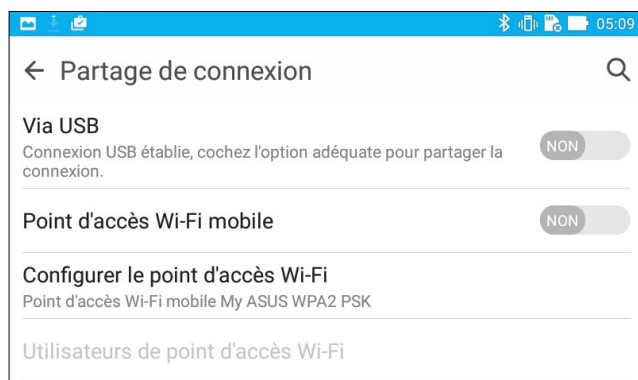 05:09
Partage de connexion
Via USB
NON
Connexion USB établie, cochez l'option adéquate pour partager la
connexion.
Point d'accès Wi-Fi mobile
NON
Configurer le point d'accès Wi-Fi
Point d'accès Wi-Fi mobile My ASUS WPA2 PSK
Utilisateurs de point d'accès Wi-Fi